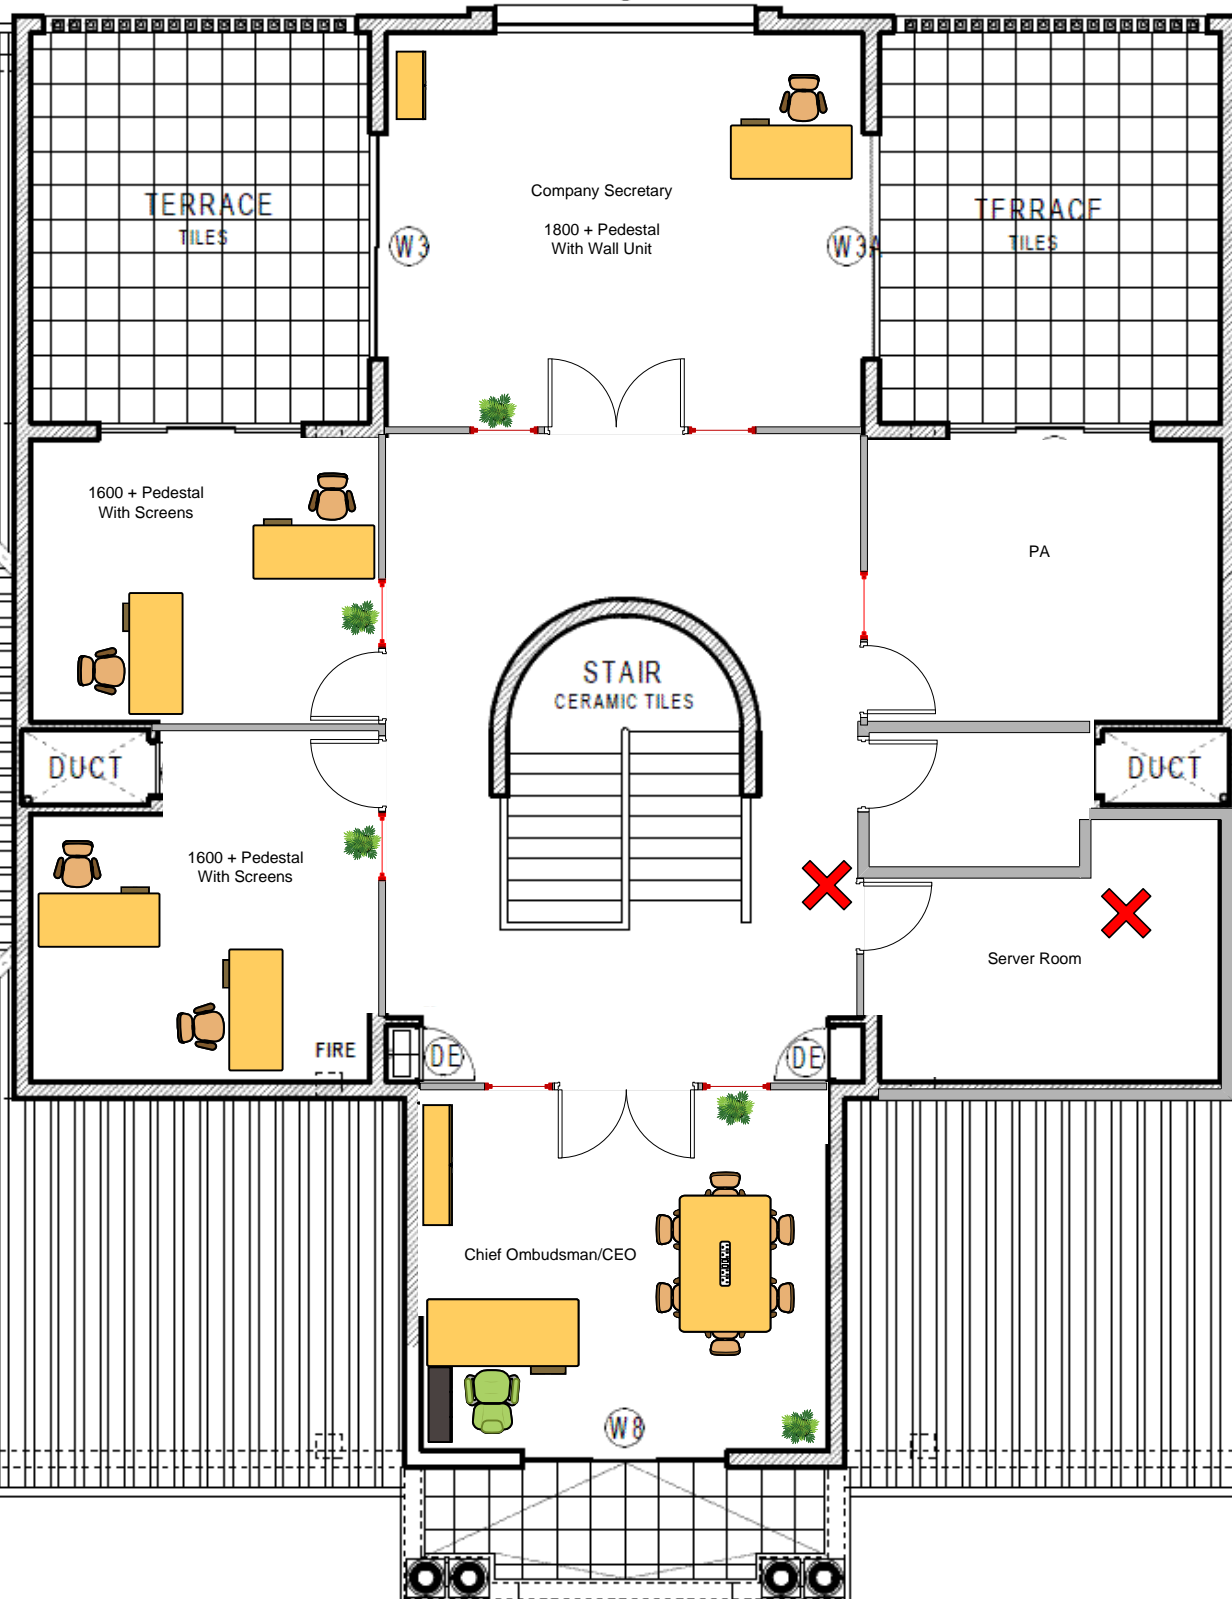 TERRACE
TILES
Company Secretary
1800 + Pedestal
With Wall Unit
W3
W3A
TERRACE
TILES
1600 + Pedestal
With Screens
PA
STAIR
CERAMIC TILES
DUCT
DUCT
1600 + Pedestal
With Screens
Server Room
FIRE
DE
DE
Chief Ombudsman/CEO
W8